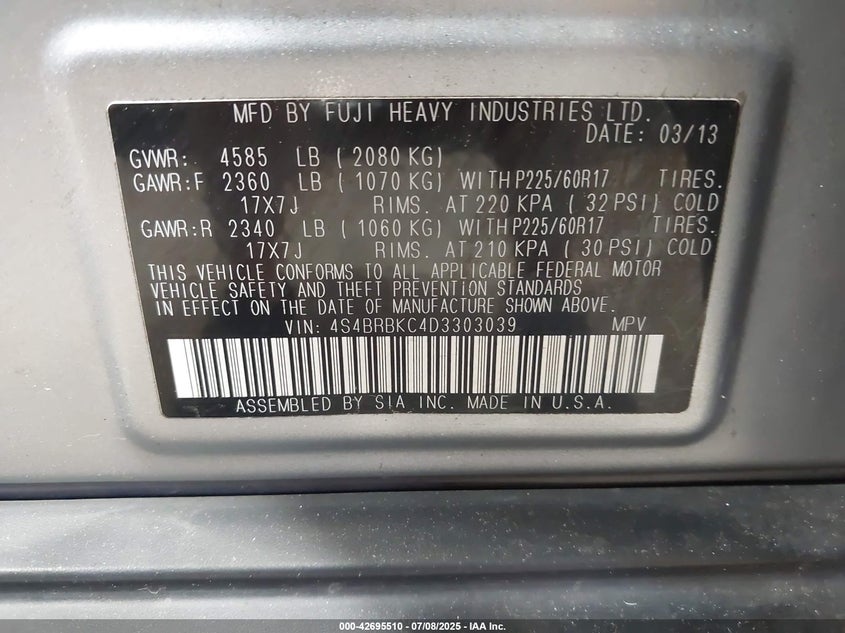 MFD BY FUJI HEAVY INDUSTRIES LTD.
DATE: 03/13
GVWR: 4585 LB ( 2080 KG)
GAWR:F 2360 LB ( 1070 KG) WITH P225/60R17 TIRES.
17X7J RIMS. AT 220 KPA ( 32 PSI) COLD
GAWR:R 2340 LB ( 1060 KG) WITH P225/60R17 TIRES.
17X7J RIMS. AT 210 KPA ( 30 PSI) COLD
THIS VEHICLE CONFORMS TO ALL APPLICABLE FEDERAL MOTOR
VEHICLE SAFETY AND THEFT PREVENTION STANDARDS
IN EFFECT ON THE DATE OF MANUFACTURE SHOWN ABOVE.
VIN: 4S4BRBKC4D3303039 MPV
ASSEMBLED BY SIA INC. MADE IN U.S.A.
000-42695510 - 07/08/2025 - IAA Inc.